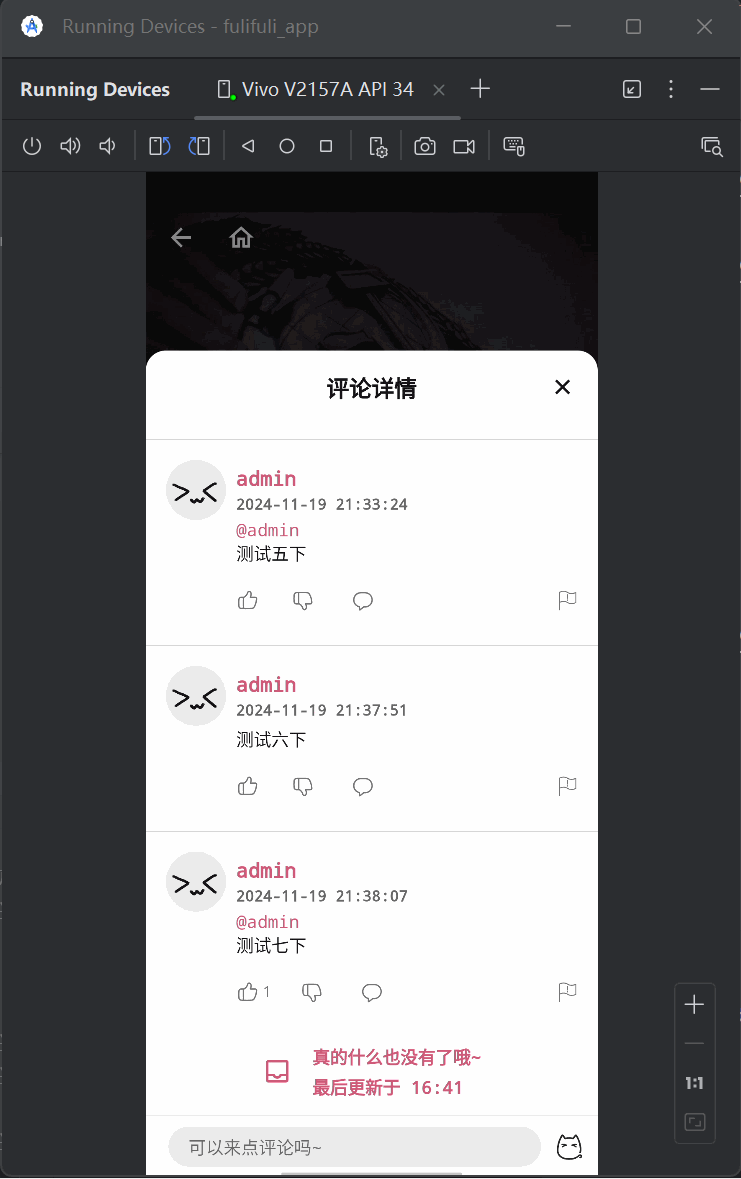 Running Devices - fulifuli_app
Running Devices
Vivo V2157A API 34
评论详情
admin
2024-11-19 21:33:24
@admin
测试五下
admin
2024-11-19 21:37:51
测试六下
admin
2024-11-19 21:38:07
@admin
测试七下
1
真的什么也没有了哦~
最后更新于 16:41
1:1
可以来点评论吗~